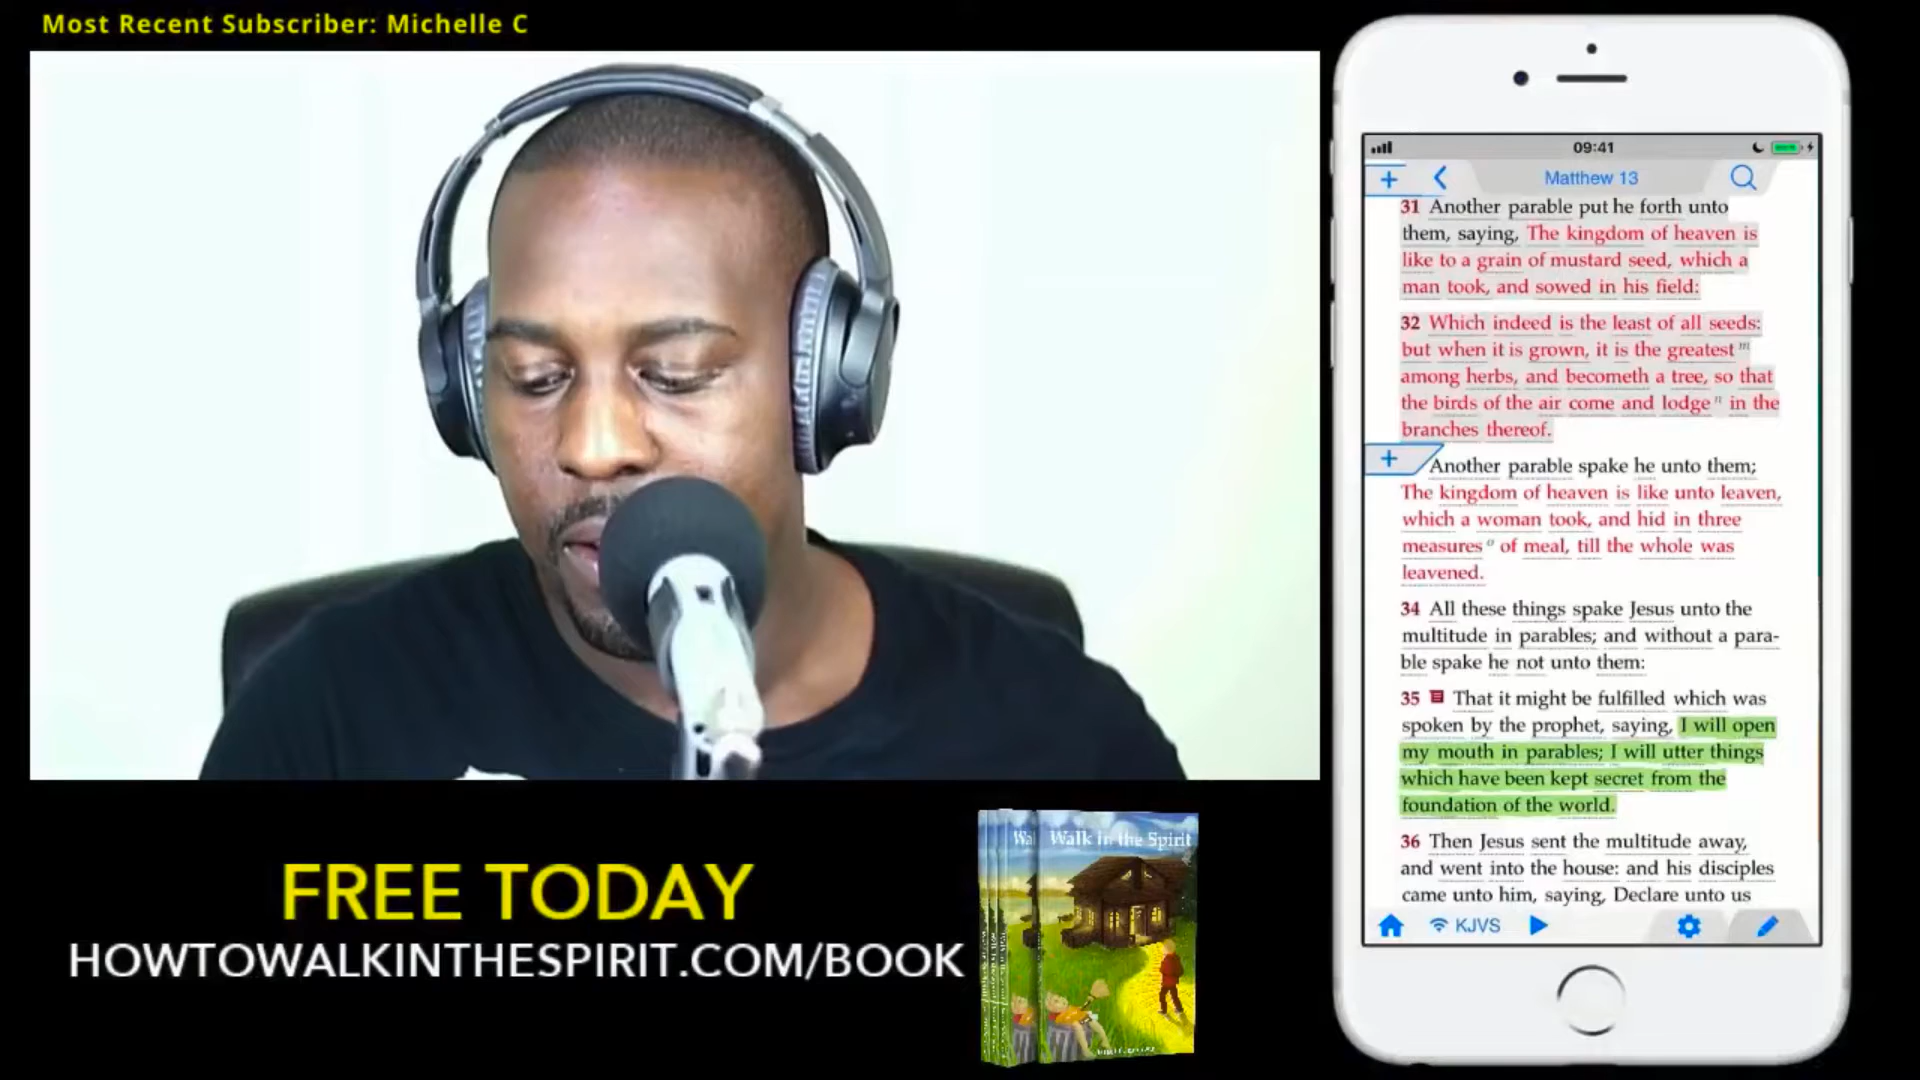 Most Recent Subscriber: Michelle C
09:41
Matthew 13
31 Another parable put he forth unto
them, saying, The kingdom of heaven is
like to a grain of mustard seed, which a
man took, and sowed in his field:
32 Which indeed is the least of all seeds:
but when it is grown, it is the greatest m
among herbs, and becometh a tree, so that
the birds of the air come and lodge n in the
branches thereof.
Another parable spake he unto them;
The kingdom of heaven is like unto leaven,
which a woman took, and hid in three
measures o of meal, till the whole was
leavened.
34 All these things spake Jesus unto the
multitude in parables; and without a para-
ble spake he not unto them:
35 That it might be fulfilled which was
spoken by the prophet, saying, I will open
my mouth in parables; I will utter things
which have been kept secret from the
foundation of the world.
36 Then Jesus sent the multitude away,
and went into the house: and his disciples
came unto him, saying, Declare unto us
KJVS
FREE TODAY
HOWTOWALKINTHESPIRIT.COM/BOOK
Wal
Walk in the Spirit